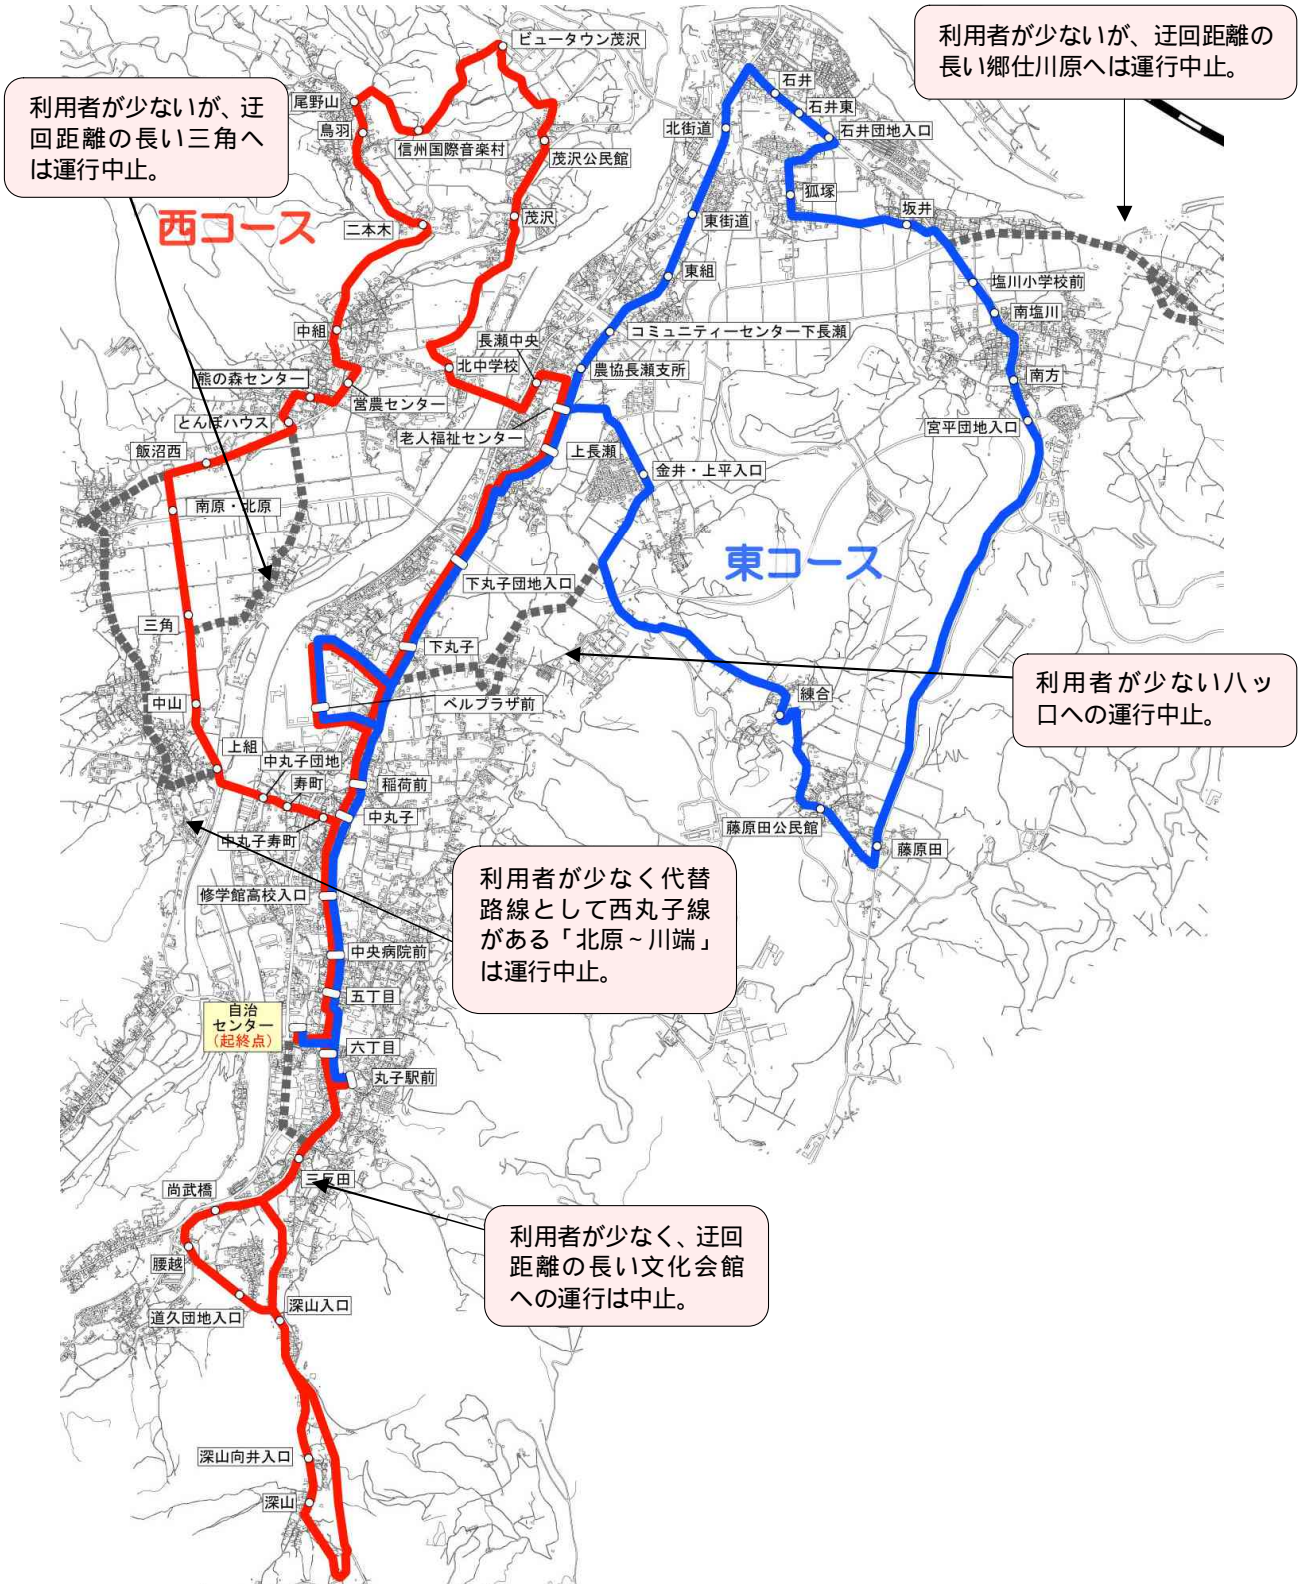 利用者が少ないが、迂回距離の
長い郷仕川原へは運行中止。
利用者が少ないが、迂
回距離の長い三角へ
は運行中止。
西コース
ビュータウン茂沢
尾野山
鳥羽
信州国際音楽村
茂沢公民館
二本木
茂沢
石井
石井東
石井団地入口
北街道
狐塚
東街道
坂井
東組
塩川小学校前
南塩川
コミュニティーセンター下長瀬
中組
長瀬中央
北中学校
農協長瀬支所
南方
熊の森センター
営農センター
とんぼハウス
老人福祉センター
宮平団地入口
飯沼西
上長瀬
金井・上平入口
南原・北原
東コース
下丸子団地入口
三角
下丸子
利用者が少ない八ッ
口への運行中止。
中山
ベルプラザ前
練合
上組
中丸子団地
寿町
稲荷前
中丸子
中丸子寿町
藤原田公民館
藤原田
修学館高校入口
利用者が少なく代替
路線として西丸子線
がある「北原~川端」
は運行中止。
中央病院前
五丁目
自治
センター
(起終点)
六丁目
丸子駅前
三反田
尚武橋
利用者が少なく、迂回
距離の長い文化会館
への運行は中止。
腰越
道久団地入口
深山入口
深山向井入口
深山